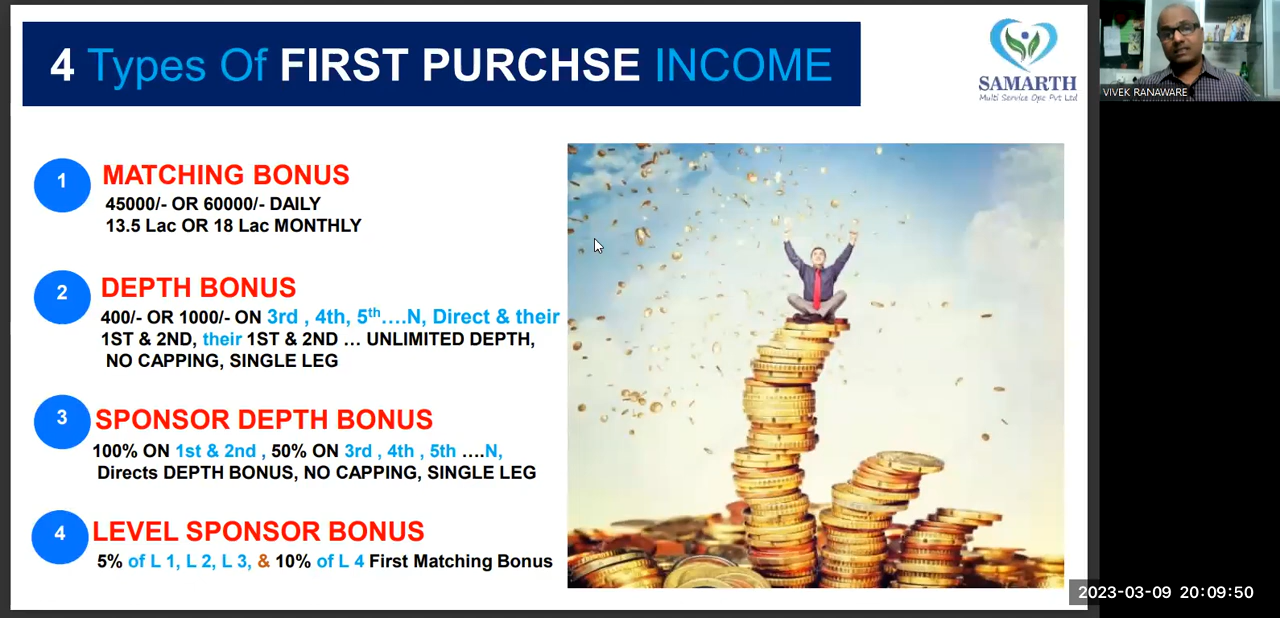 4 Types Of FIRST PURCHSE INCOME
SAMARTH
Multi Service Opc Pvt Ltd
VIVEK RANAWARE
1
MATCHING BONUS
45000/- OR 60000/- DAILY
13.5 Lac OR 18 Lac MONTHLY
2
DEPTH BONUS
400/- OR 1000/- ON 3rd , 4th, 5th….N, Direct & their
1ST & 2ND, their 1ST & 2ND … UNLIMITED DEPTH,
NO CAPPING, SINGLE LEG
3
SPONSOR DEPTH BONUS
100% ON 1st & 2nd , 50% ON 3rd , 4th , 5th ….N,
Directs DEPTH BONUS, NO CAPPING, SINGLE LEG
4
LEVEL SPONSOR BONUS
5% of L 1, L 2, L 3, & 10% of L 4 First Matching Bonus
2023-03-09 20:09:50